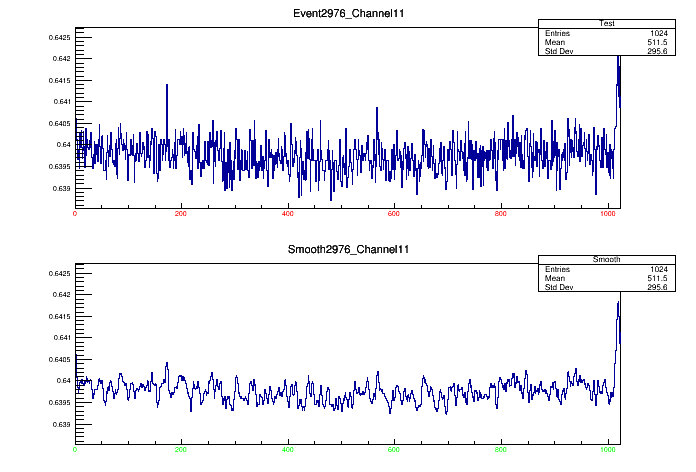 Event2976_Channel11
Test
Entries 1024
Mean 511.5
Std Dev 295.6
0.6425
0.642
0.6415
0.641
0.6405
0.64
0.6395
0.639
0 200 400 600 800 1000
Smooth2976_Channel11
Smooth
Entries 1024
Mean 511.5
Std Dev 295.6
0.6425
0.642
0.6415
0.641
0.6405
0.64
0.6395
0.639
0 200 400 600 800 1000